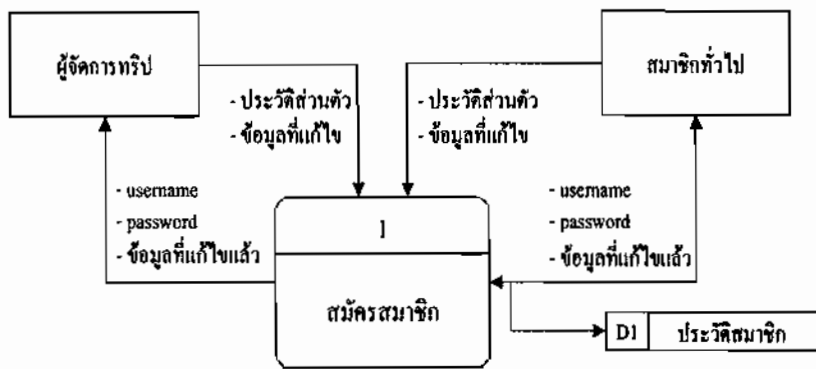 ผู้จัดการทริป
สมาชิกทั่วไป
- ประวัติส่วนตัว
- ข้อมูลที่แก้ไข
- ประวัติส่วนตัว
- ข้อมูลที่แก้ไข
- username
- password
- ข้อมูลที่แก้ไขแล้ว
- username
- password
- ข้อมูลที่แก้ไขแล้ว
1
สมัครสมาชิก
D1 ประวัติสมาชิก